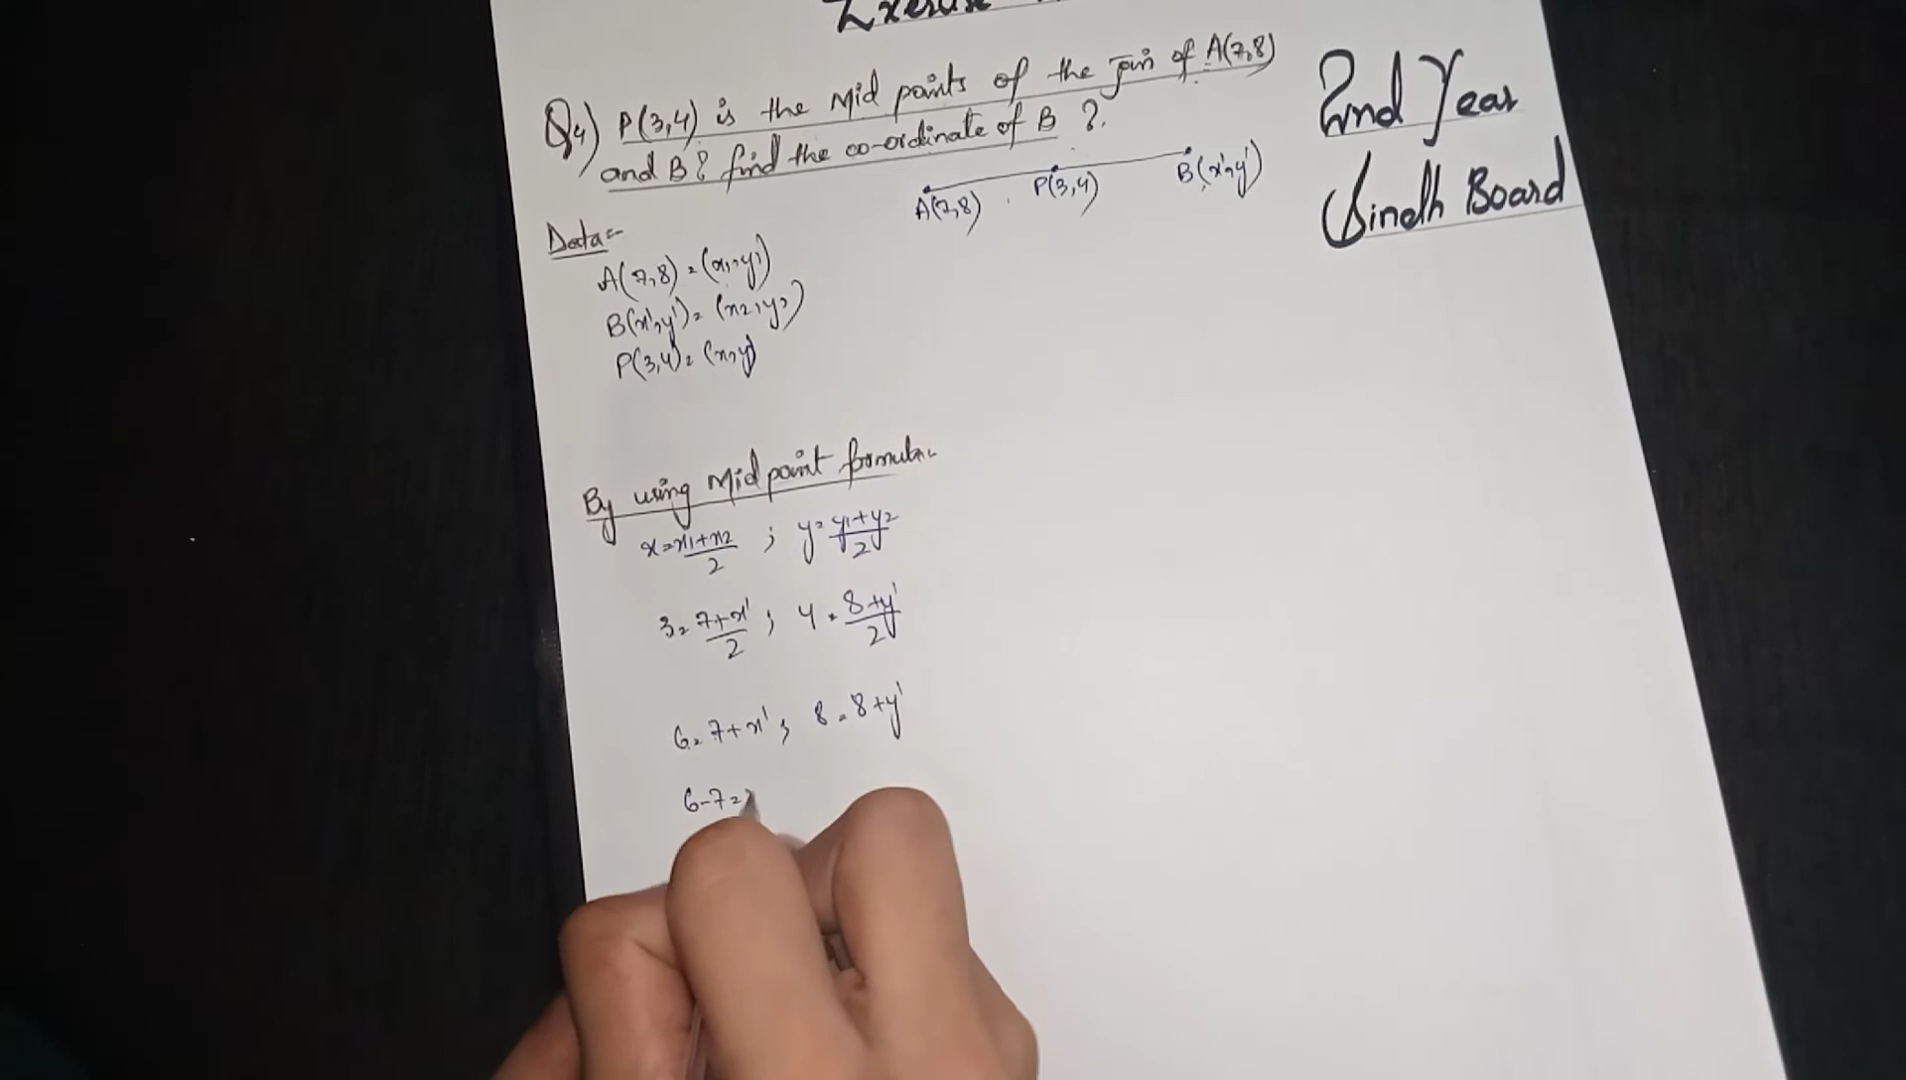 Exercise
Q4) P(3,4) is the Mid points of the join of A(7,8)
and B? find the co-ordinate of B ?.
A(7,8) P(3,4) B(x',y')
2nd Year
Sindh Board
Data:-
A(7,8) = (x1,y1)
B(x',y') = (x2,y2)
P(3,4) = (x,y)
By using Midpoint formula:-
x = x1+x2/2 ; y = y1+y2/2
3 = 7+x'/2 ; 4 = 8+y'/2
6 = 7+x' ; 8 = 8+y'
6-7 =